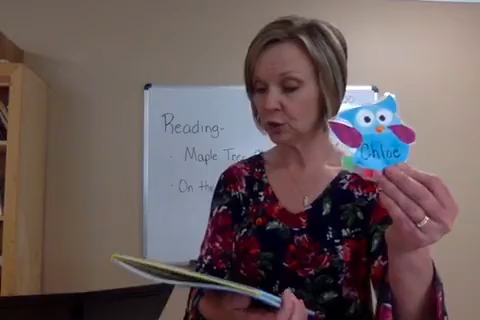 Reading-
· Maple Tree
· On the
Chloe